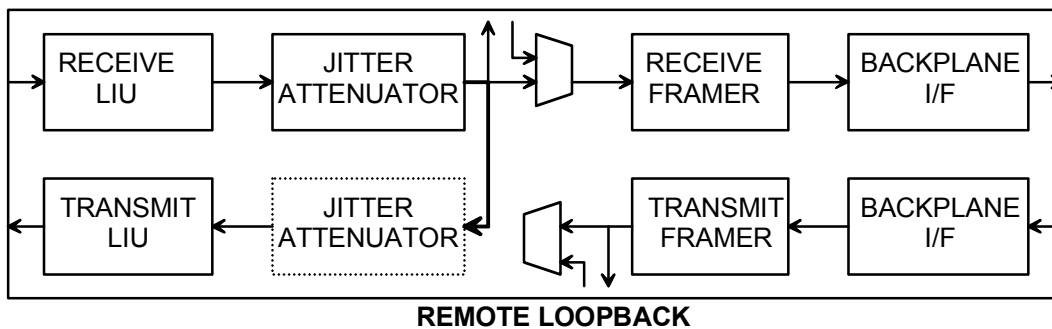 RECEIVE
LIU
JITTER
ATTENUATOR
RECEIVE
FRAMER
BACKPLANE
I/F
TRANSMIT
LIU
JITTER
ATTENUATOR
TRANSMIT
FRAMER
BACKPLANE
I/F
REMOTE LOOPBACK